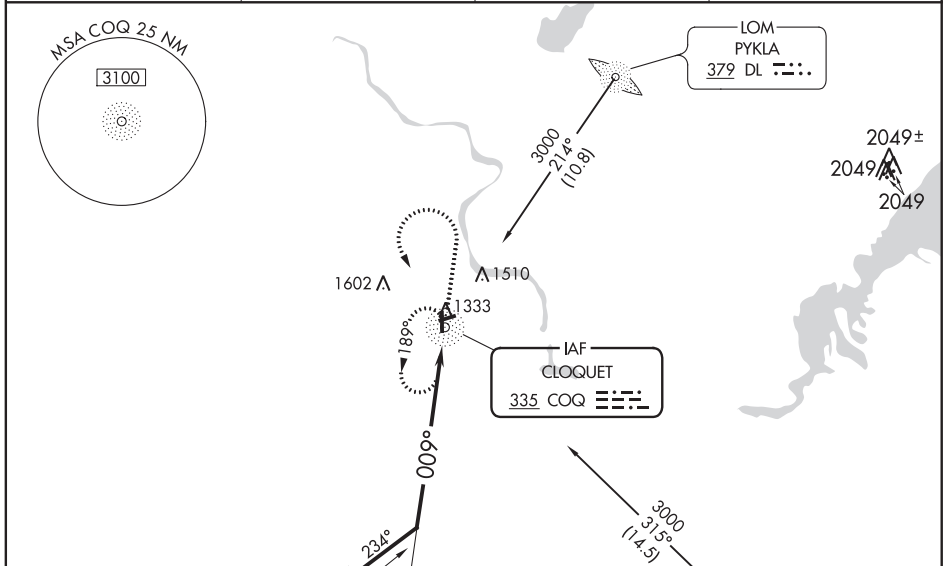 MSA COQ 25 NM
3100
LOM
PYKLA
379 DL
3000
214°
(10.8)
2049±
2049
2049
1602
1510
1333
189°
IAF
CLOQUET
335 COQ
009°
234°
3000
315°
(14.5)